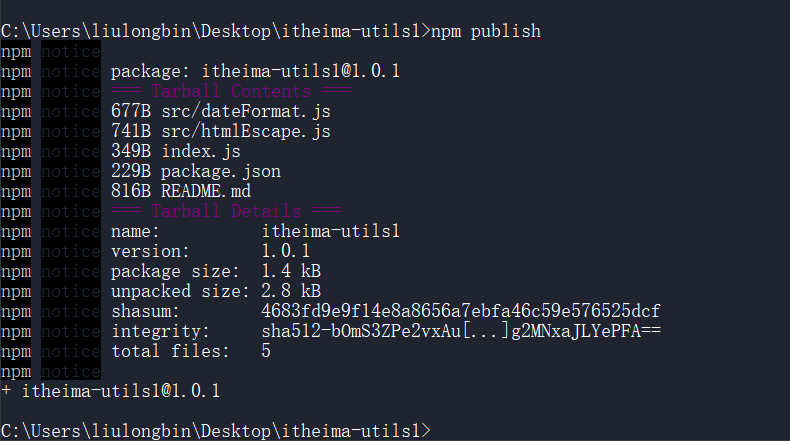 C:\Users\liulongbin\Desktop\itheima-utils1>npm publish
npm notice
npm notice package: itheima-utils1@1.0.1
npm notice === Tarball Contents ===
npm notice 677B src/dateFormat.js
npm notice 741B src/htmlEscape.js
npm notice 349B index.js
npm notice 229B package.json
npm notice 816B README.md
npm notice === Tarball Details ===
npm notice name:          itheima-utils1
npm notice version:       1.0.1
npm notice package size:  1.4 kB
npm notice unpacked size: 2.8 kB
npm notice shasum:        4683fd9e9f14e8a8656a7ebfa46c59e576525dcf
npm notice integrity:     sha512-bOmS3ZPe2vxAu[...]g2MNxaJLYePFA==
npm notice total files:   5
npm notice
+ itheima-utils1@1.0.1
C:\Users\liulongbin\Desktop\itheima-utils1>